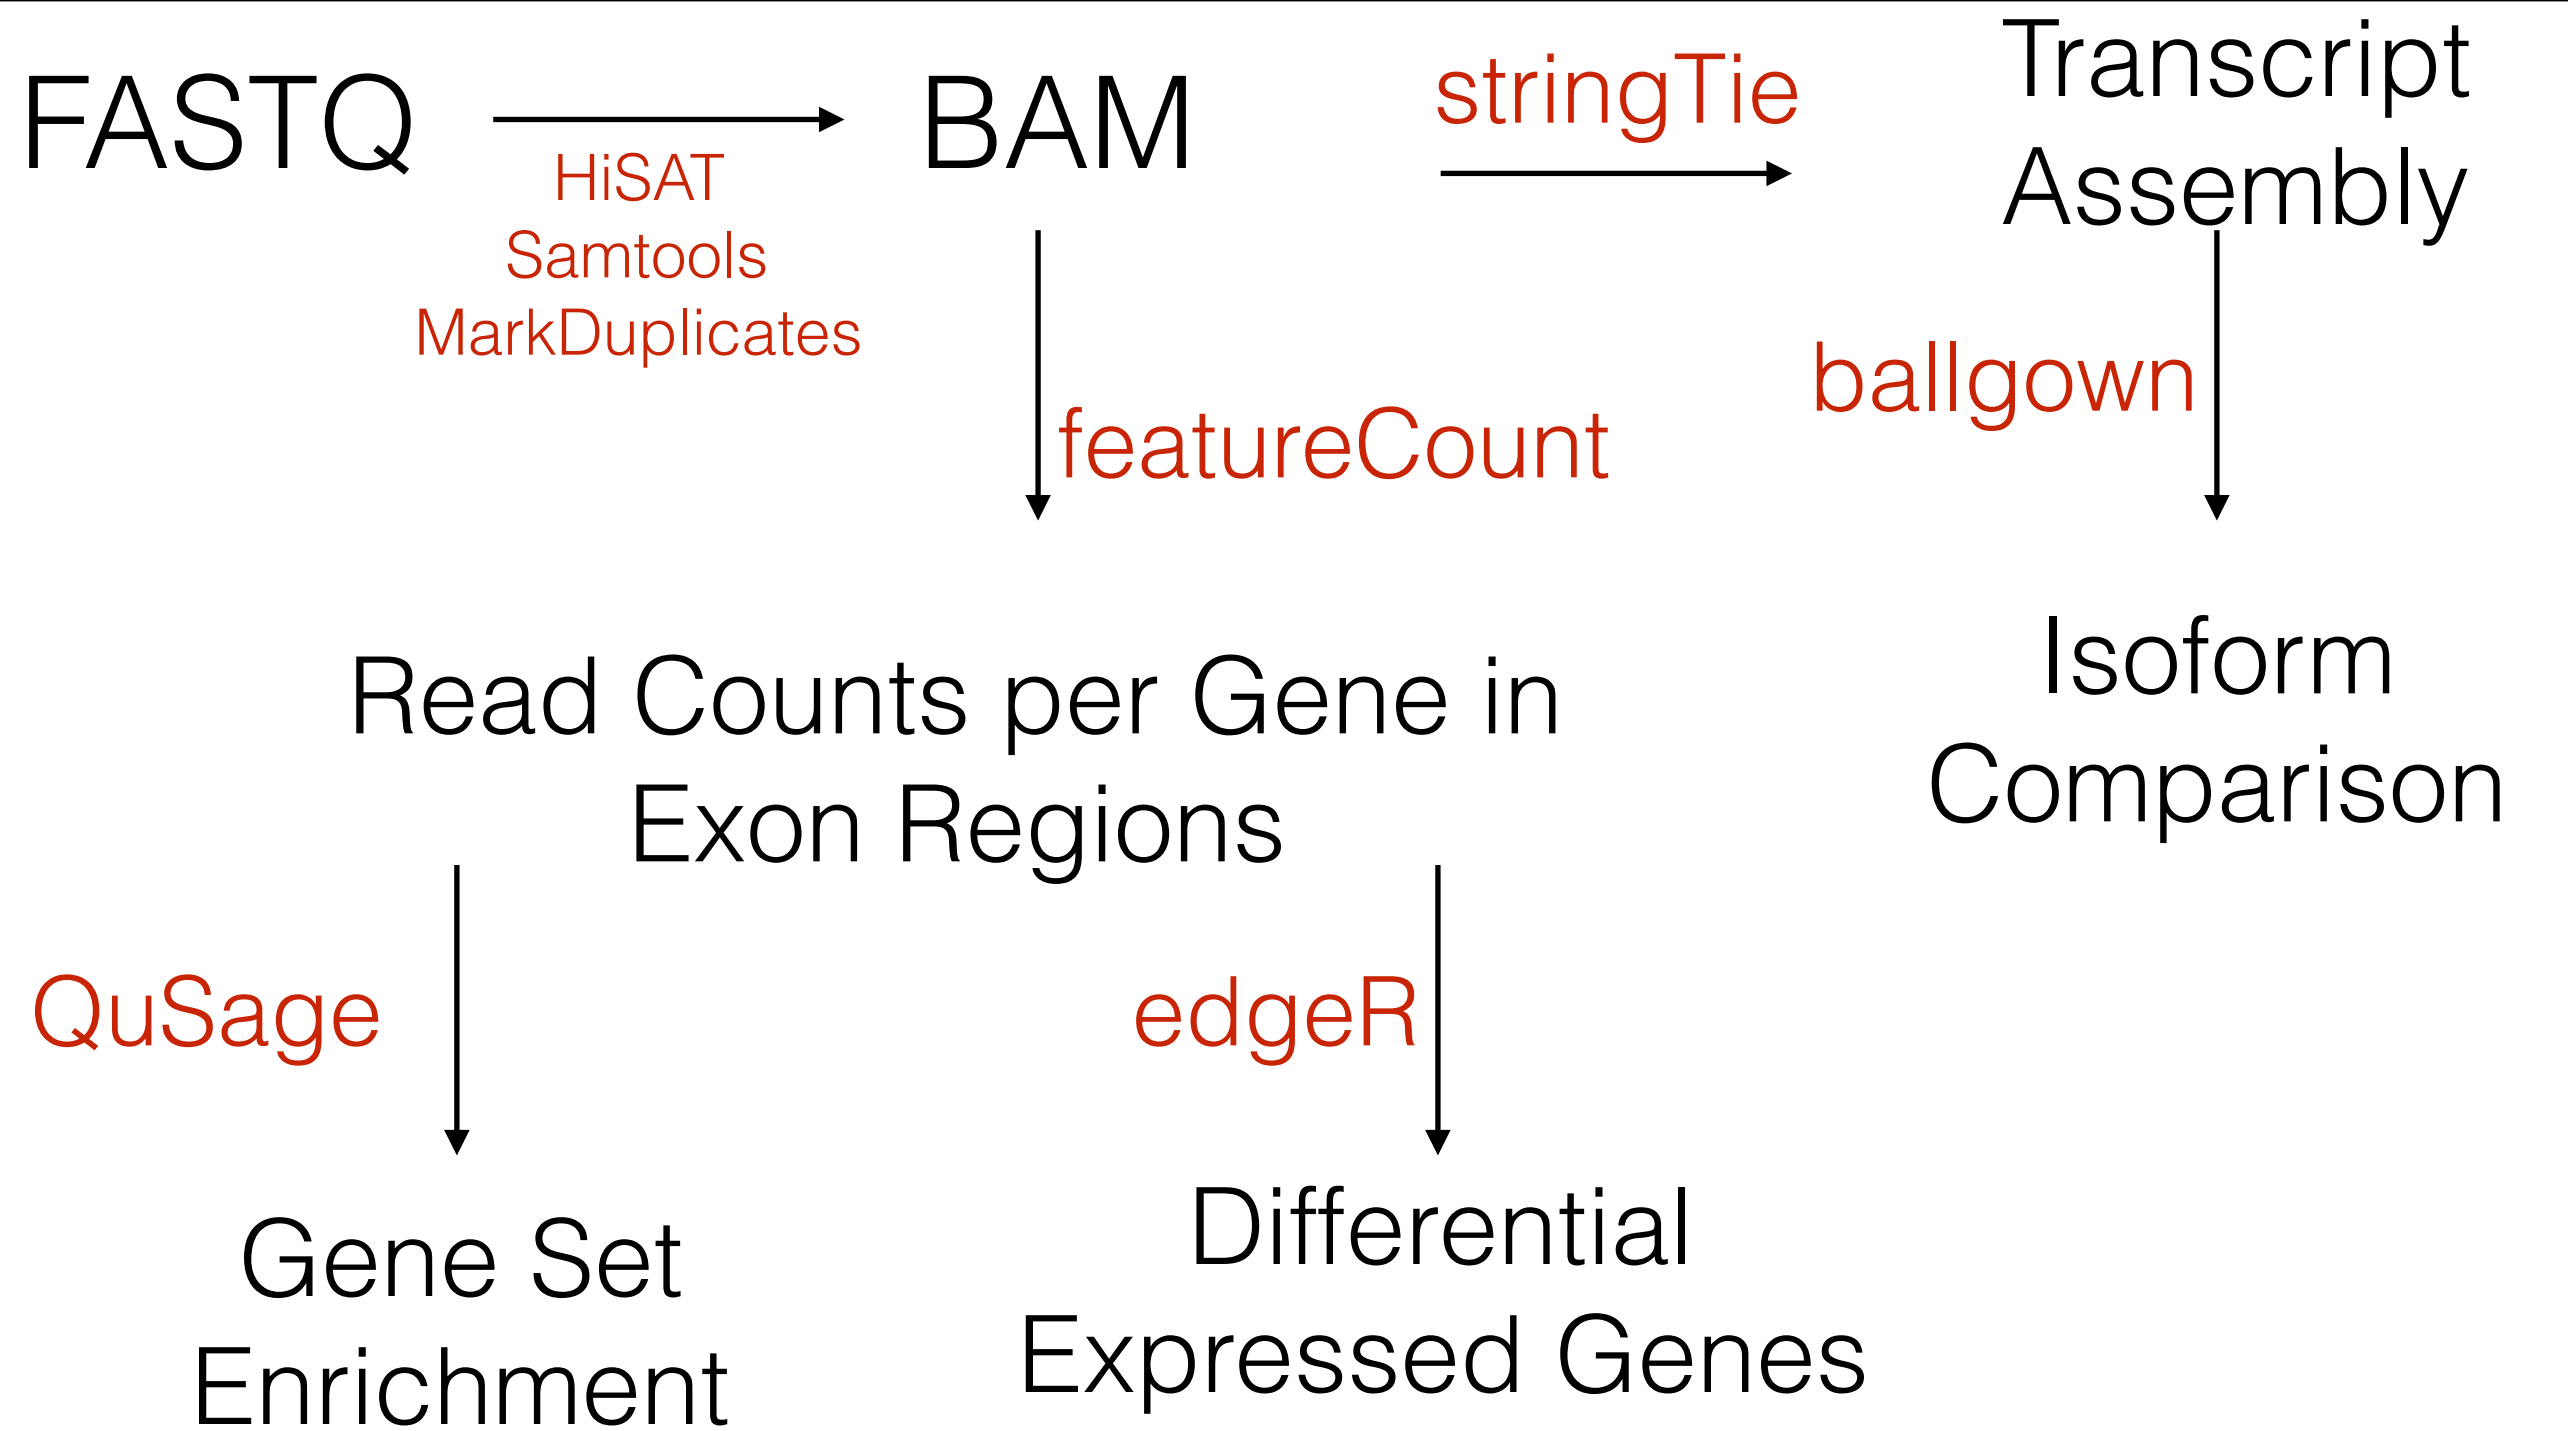 FASTQ
HiSAT
Samtools
MarkDuplicates
BAM
stringTie
Transcript
Assembly
featureCount
ballgown
Read Counts per Gene in
Exon Regions
Isoform
Comparison
QuSage
edgeR
Gene Set
Enrichment
Differential
Expressed Genes